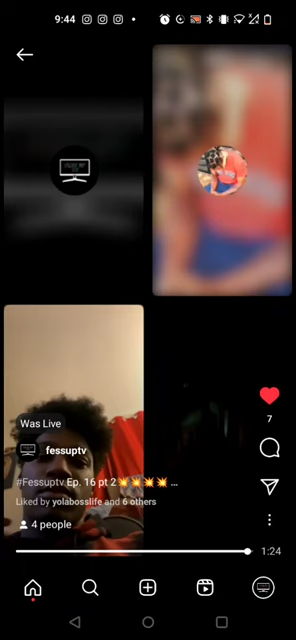 9:44
Was Live
fessuptv
#Fessuptv Ep. 16 pt 2💥💥💥💥 ...
Liked by yolabosslife and 6 others
4 people
7
1:24